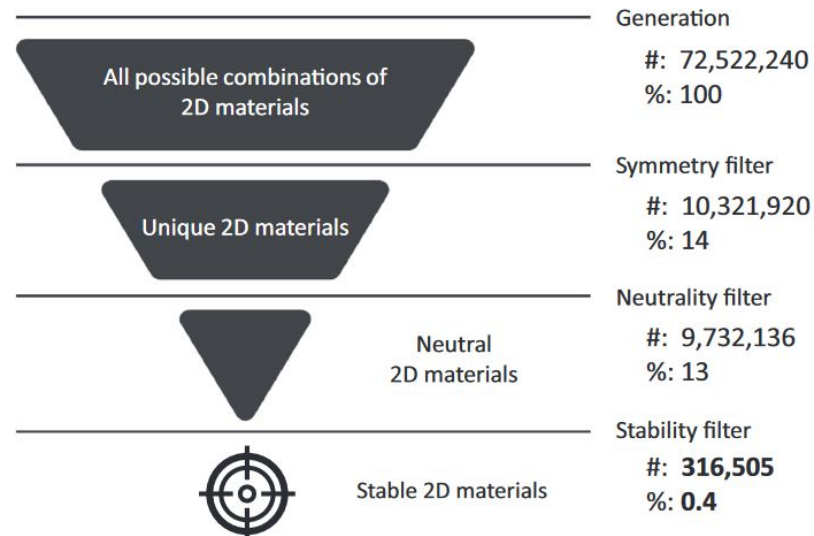 Generation
All possible combinations of
2D materials
#: 72,522,240
%: 100
Symmetry filter
Unique 2D materials
#: 10,321,920
%: 14
Neutrality filter
Neutral
2D materials
#: 9,732,136
%: 13
Stability filter
Stable 2D materials
#: 316,505
%: 0.4